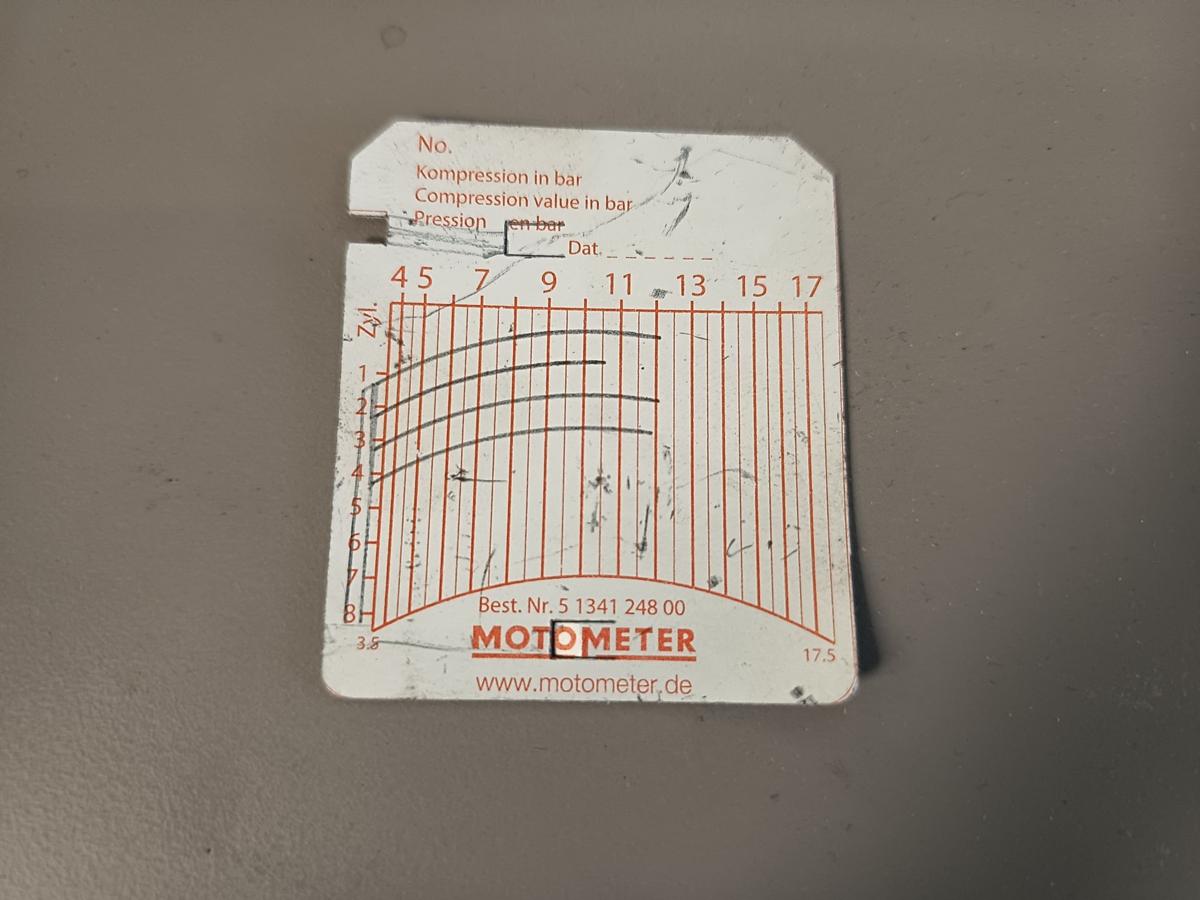 No.
Kompression in bar
Compression value in bar
Pression en bar
Dat. _ _ _ _ _ _
4 5 7 9 11 13 15 17
Zyl.
1
2
3
4
5
6
7
8
3.5 17.5
Best. Nr. 5 1341 248 00
MOTOMETER
www.motometer.de